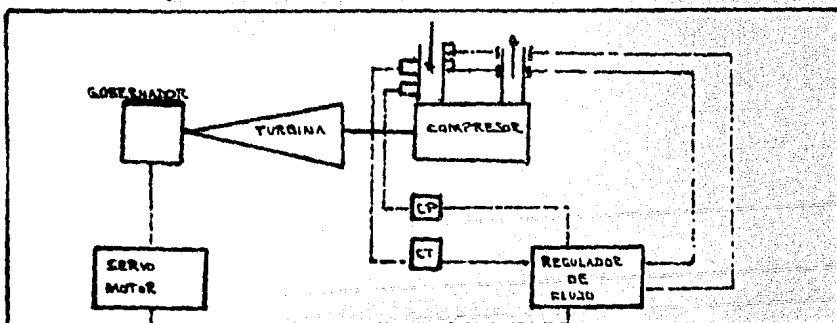 GOBERNADOR
TURBINA
COMPRESOR
CP
CT
SERVO
MOTOR
REGULADOR
DE
FLUJO